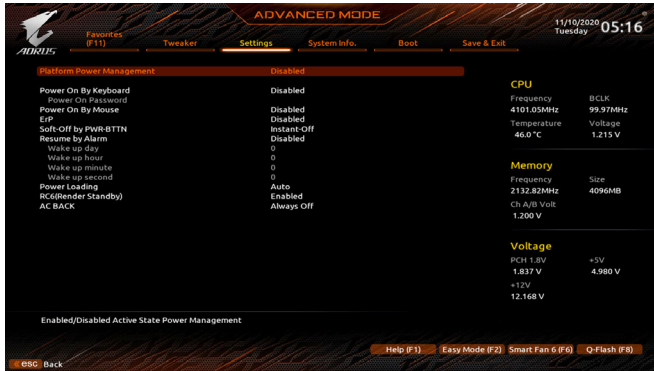 ADVANCED MODE
11/10/2020 Tuesday 05:16
AORUS
Favorites (F11) Tweaker Settings System Info. Boot Save & Exit
Platform Power Management Disabled
Power On By Keyboard Disabled
Power On Password
Power On By Mouse Disabled
ErP Disabled
Soft-Off by PWR-BTTN Instant-Off
Resume by Alarm Disabled
Wake up day 0
Wake up hour 0
Wake up minute 0
Wake up second 0
Power Loading Auto
RC6(Render Standby) Enabled
AC BACK Always Off
CPU
Frequency BCLK
4101.05MHz 99.97MHz
Temperature Voltage
46.0 °C 1.215 V
Memory
Frequency Size
2132.82MHz 4096MB
Ch A/B Volt
1.200 V
Voltage
PCH 1.8V +5V
1.837 V 4.980 V
+12V
12.168 V
Enabled/Disabled Active State Power Management
Help (F1) Easy Mode (F2) Smart Fan 6 (F6) Q-Flash (F8)
esc Back